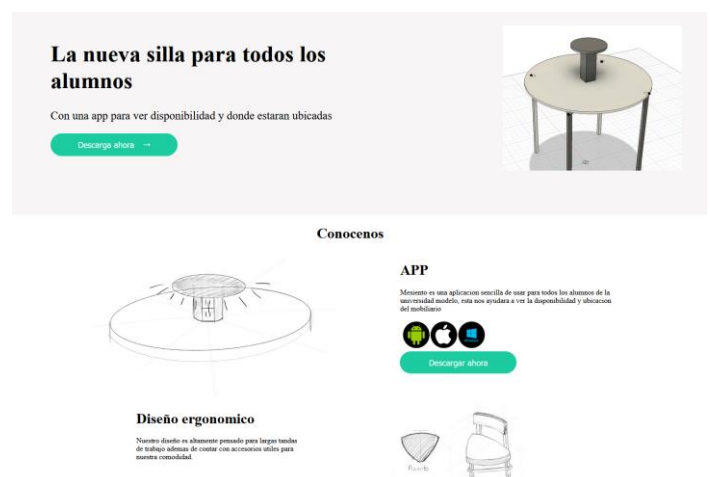 La nueva silla para todos los
alumnos
Con una app para ver disponibilidad y donde estaran ubicadas
Descarga ahora →
Conocenos
APP
Mesiento es una aplicacion sencilla de usar para todos los alumnos de la
universidad modelo, esta nos ayudara a ver la disponibilidad y ubicacion
del mobiliario
Descargar ahora
Diseño ergonomico
Nuestro diseño es altamente pensado para largas tandas
de trabajo ademas de contar con accesorios utiles para
nuestra comodidad.